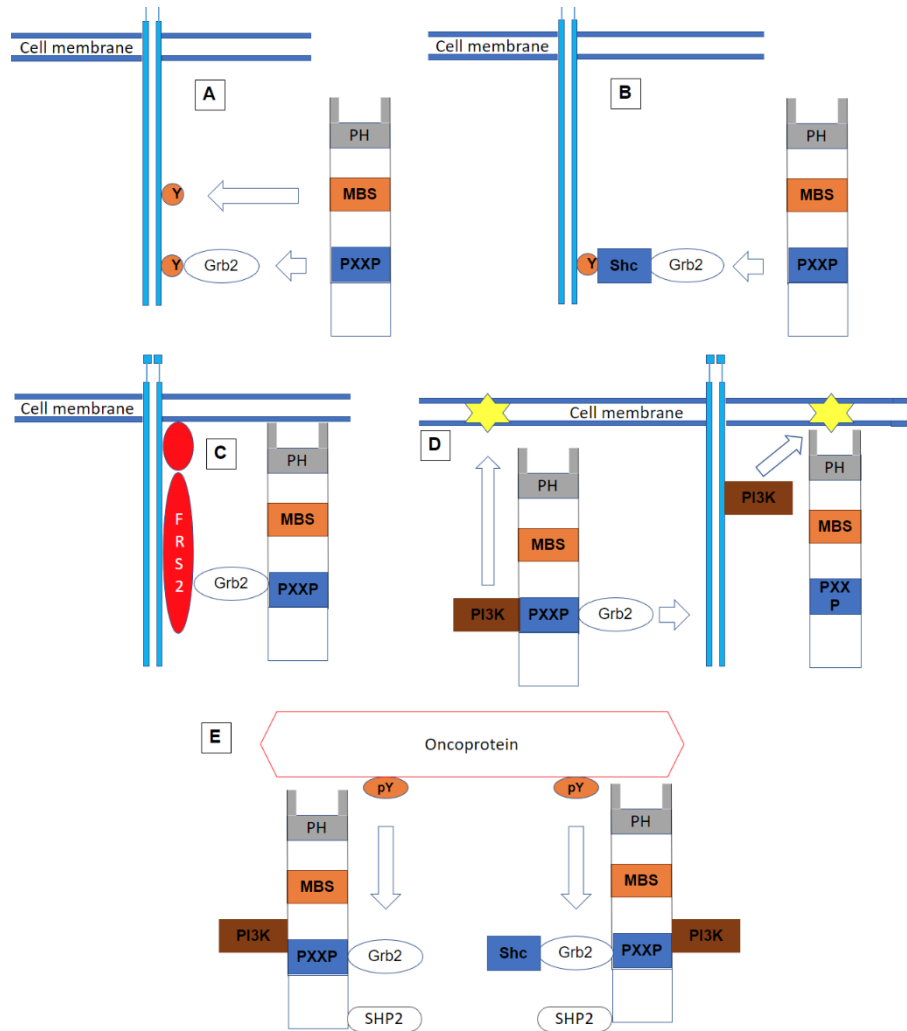 Cell membrane
A
PH
Y
MBS
Y
Grb2
PXXP
Cell membrane
B
PH
MBS
Y
Shc
Grb2
PXXP
Cell membrane
C
PH
F
R
S
2
MBS
Grb2
PXXP
Cell membrane
D
PH
MBS
PI3K
PXXP
Grb2
PI3K
PH
MBS
PXX
P
E
Oncoprotein
pY
pY
PH
MBS
PI3K
PXXP
Grb2
SHP2
PH
MBS
Shc
Grb2
PXXP
PI3K
SHP2